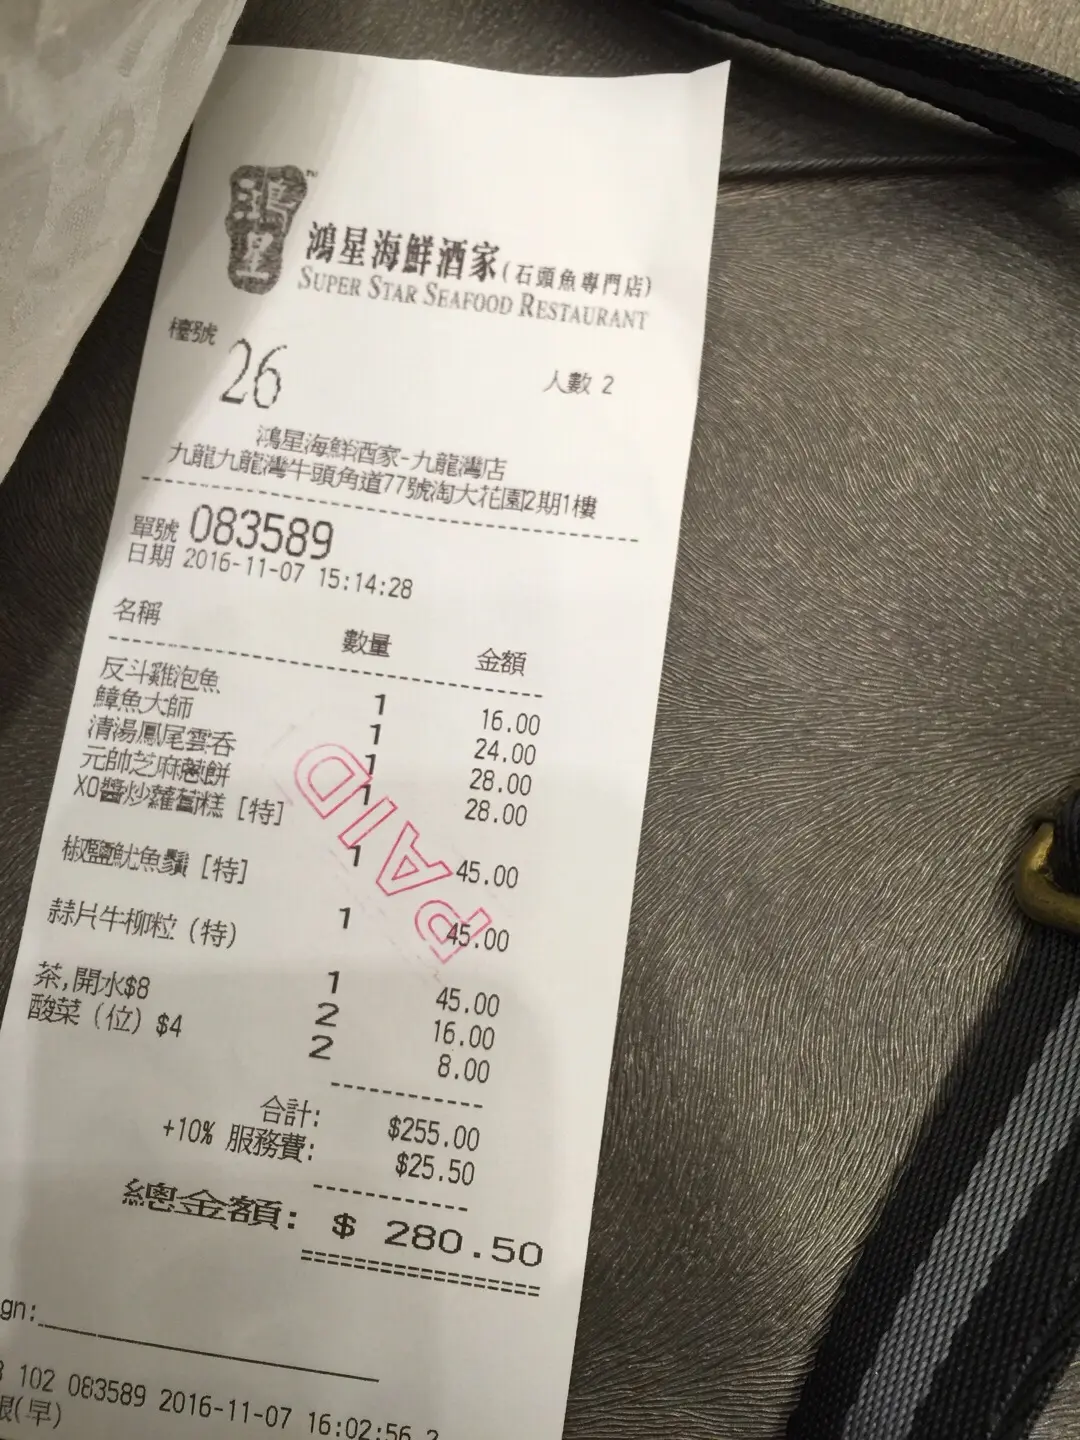 鴻星
TM
鴻星海鮮酒家(石頭魚專門店)
SUPER STAR SEAFOOD RESTAURANT
檯號 26 人數 2
鴻星海鮮酒家-九龍灣店
九龍九龍灣牛頭角道77號淘大花園2期1樓
單號 083589
日期 2016-11-07 15:14:28
名稱 數量 金額
反斗雞泡魚 1 16.00
鱆魚大師 1 24.00
清湯鳳尾雲吞 1 28.00
元帥芝麻蔥餅 1 28.00
XO醬炒蘿蔔糕 [特]
1 45.00
椒鹽魷魚鬚 [特]
1 45.00
蒜片牛柳粒 (特)
1 45.00
茶,開水$8 2 16.00
酸菜 (位) $4 2 8.00
合計: $255.00
+10% 服務費: $25.50
總金額: $ 280.50
PAID
gn:
102 083589 2016-11-07 16:02:56 2
(早)